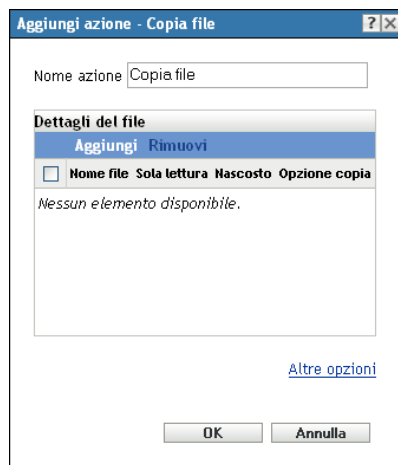 Aggiungi azione - Copia file ? X
Nome azione Copia file
Dettagli del file
Aggiungi Rimuovi
Nome file Sola lettura Nascosto Opzione copia
Nessun elemento disponibile.
Altre opzioni
OK Annulla